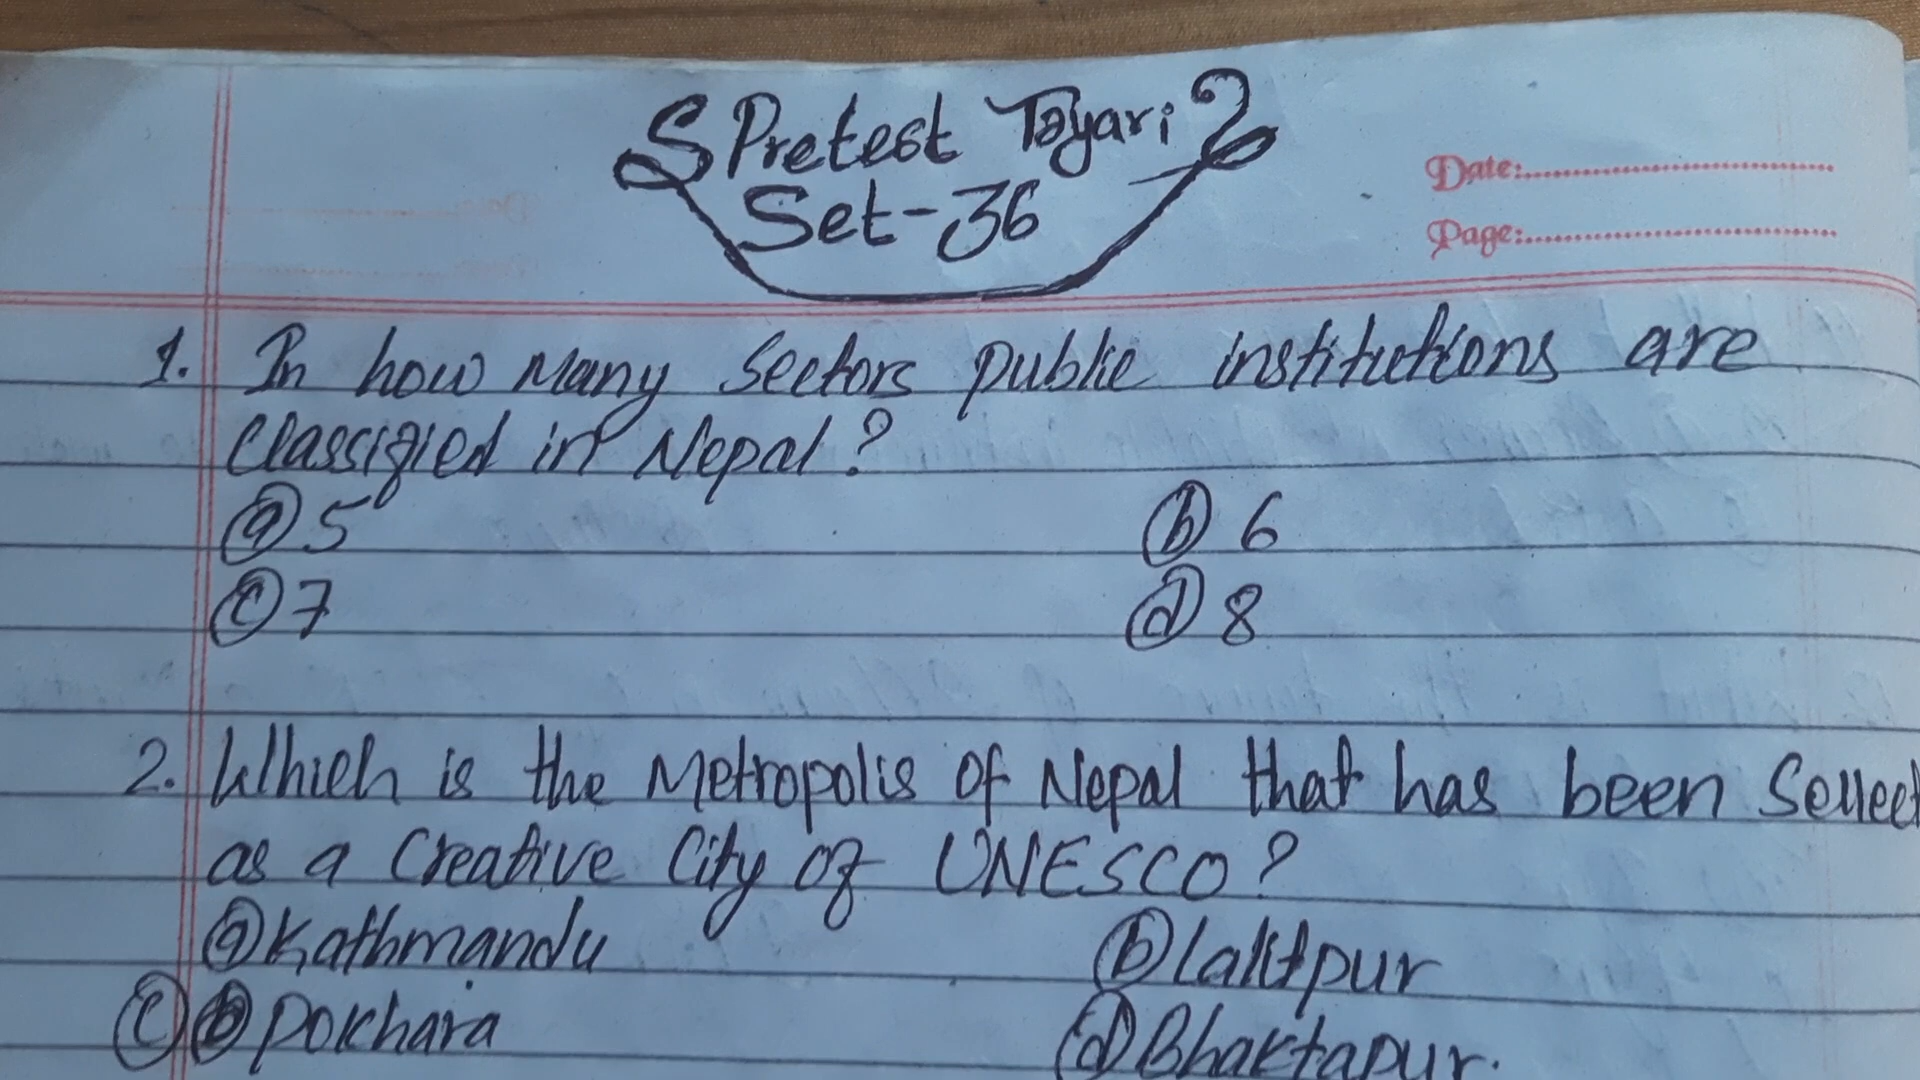 Pretest Tayari
Set-36
Date:
Page:
1. In how Many Sectors public institutions are
classified in Nepal?
(a) 5 (b) 6
(c) 7 (d) 8
2. Which is the Metropolis of Nepal that has been Sellect
as a Creative City of UNESCO?
(a) Kathmandu (b) Lalitpur
(c) Pokhara (d) Bhaktapur.